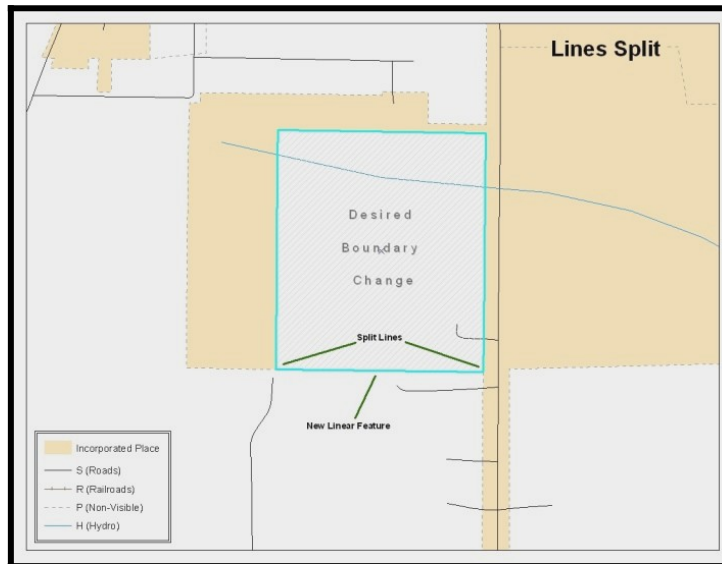 Lines Split
Desired
Boundary
Change
Split Lines
New Linear Feature
Incorporated Place
S (Roads)
R (Railroads)
P (Non-Visible)
H (Hydro)